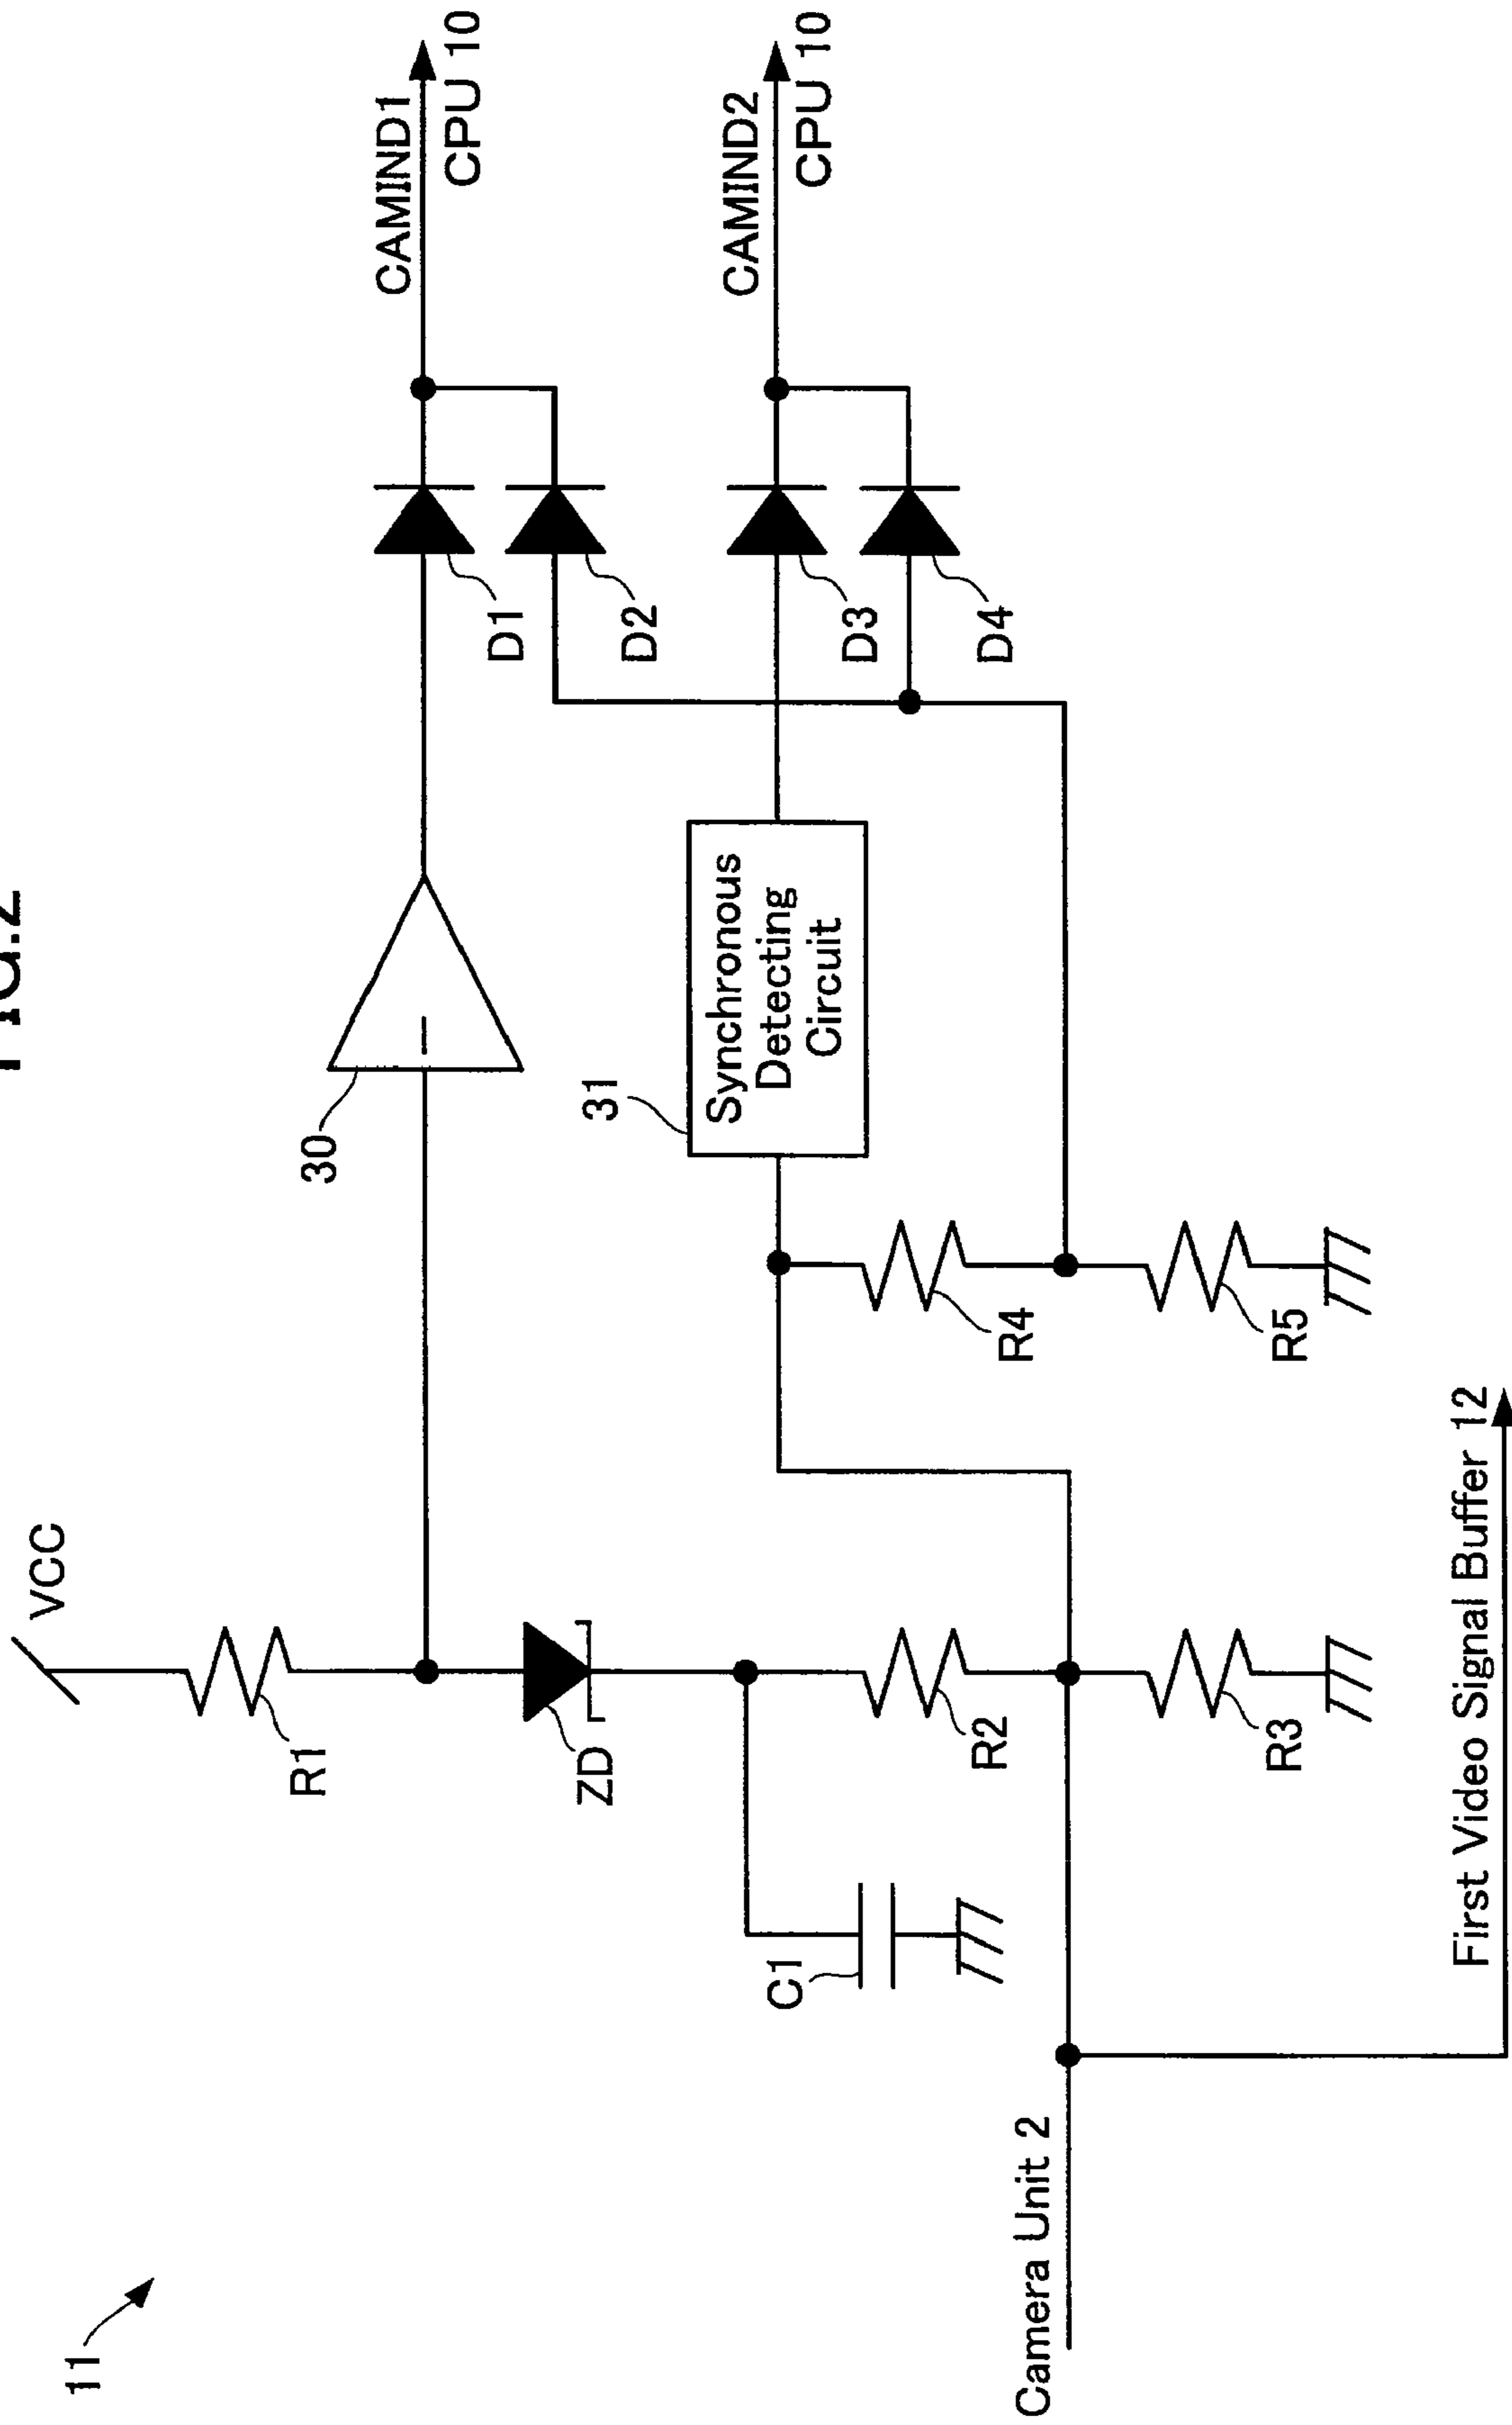 11
VCC
R1
ZD
C1
R2
R3
Camera Unit 2
First Video Signal Buffer 12
30
31
Synchronous
Detecting
Circuit
R4
R5
D1
D2
D3
D4
CAMIND1
CPU 10
CAMIND2
CPU 10